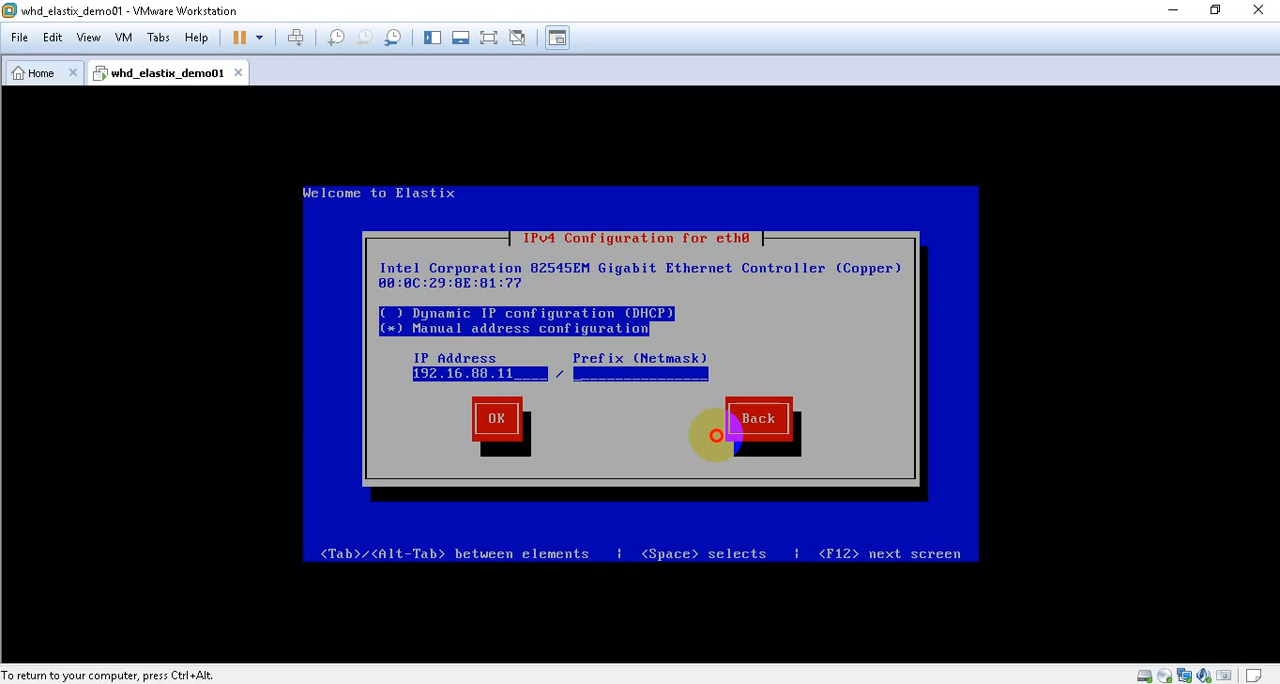 whd_elastix_demo01 - VMware Workstation
File Edit View VM Tabs Help
Home whd_elastix_demo01
Welcome to Elastix
IPv4 Configuration for eth0
Intel Corporation 82545EM Gigabit Ethernet Controller (Copper)
00:0C:29:8E:81:77
( ) Dynamic IP configuration (DHCP)
(*) Manual address configuration
IP Address Prefix (Netmask)
192.16.88.11____ / ________________
OK Back
<Tab>/<Alt-Tab> between elements | <Space> selects | <F12> next screen
To return to your computer, press Ctrl+Alt.